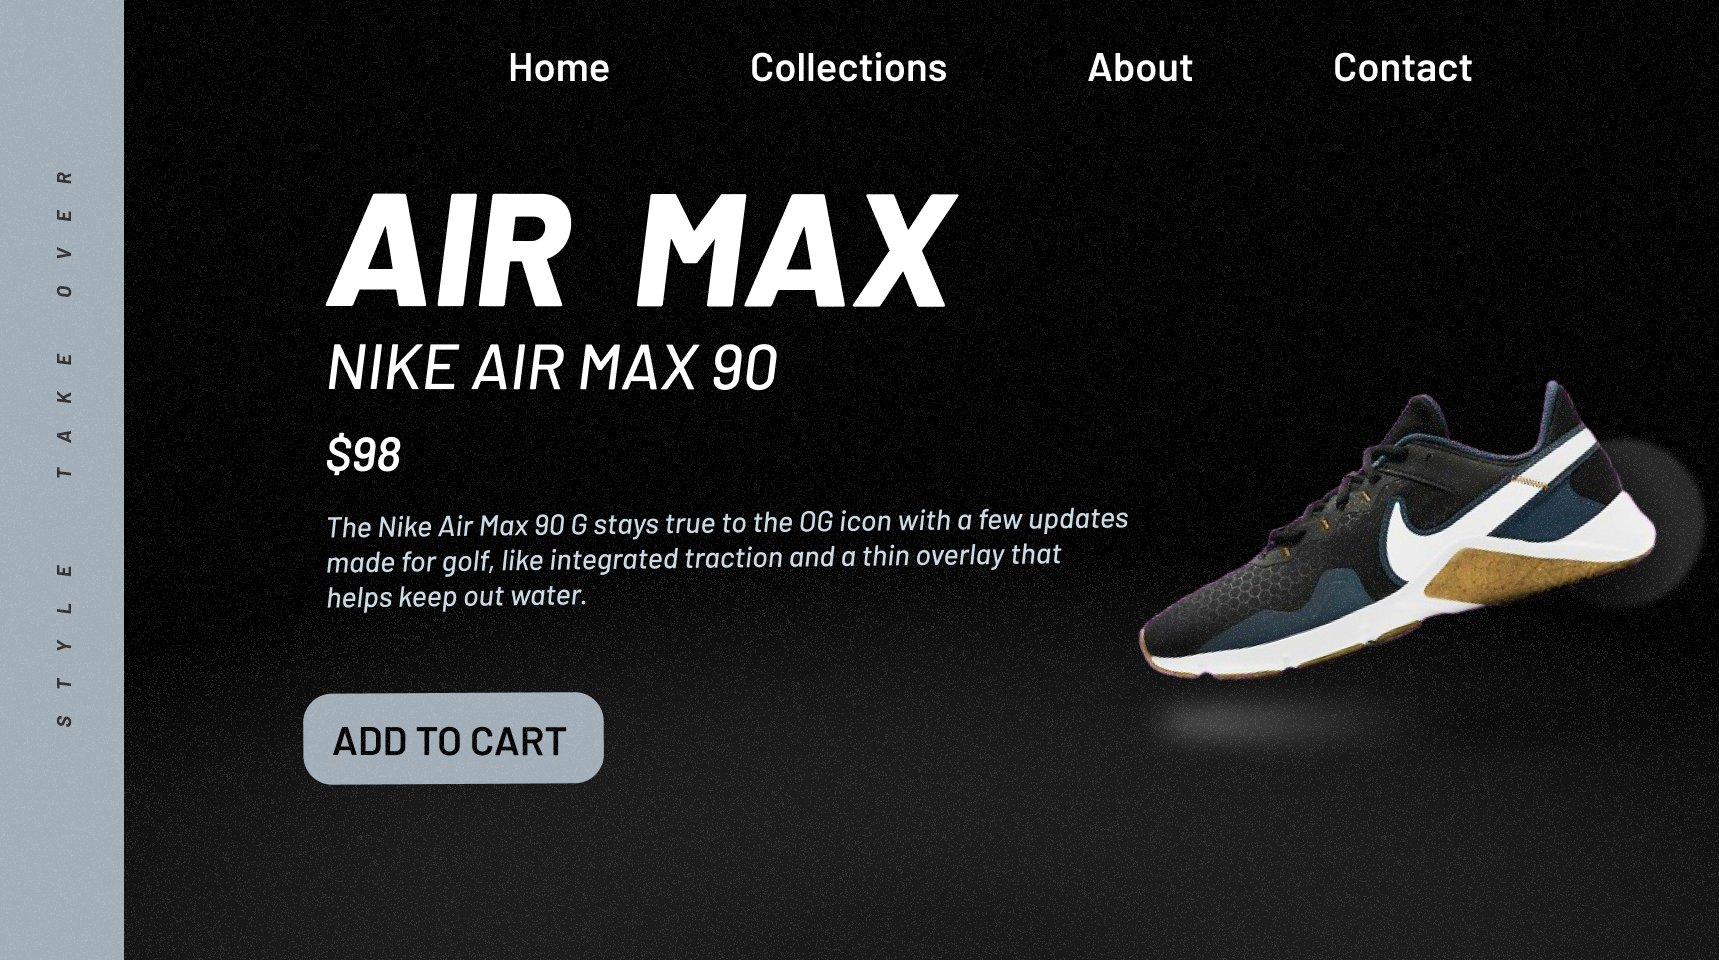 Home Collections About Contact
STYLE TAKE OVER
AIR MAX
NIKE AIR MAX 90
$98
The Nike Air Max 90 G stays true to the OG icon with a few updates
made for golf, like integrated traction and a thin overlay that
helps keep out water.
ADD TO CART